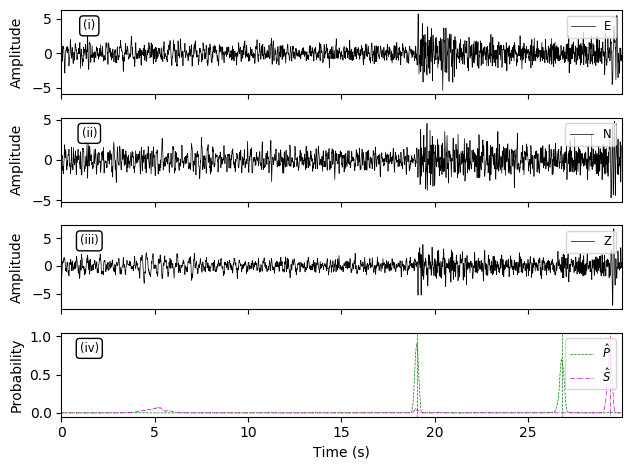 Amplitude
5
0
−5
(i)
E
Amplitude
5
0
−5
(ii)
N
Amplitude
5
0
−5
(iii)
Z
Probability
1.0
0.5
0.0
(iv)
P̂
Ŝ
0 5 10 15 20 25
Time (s)